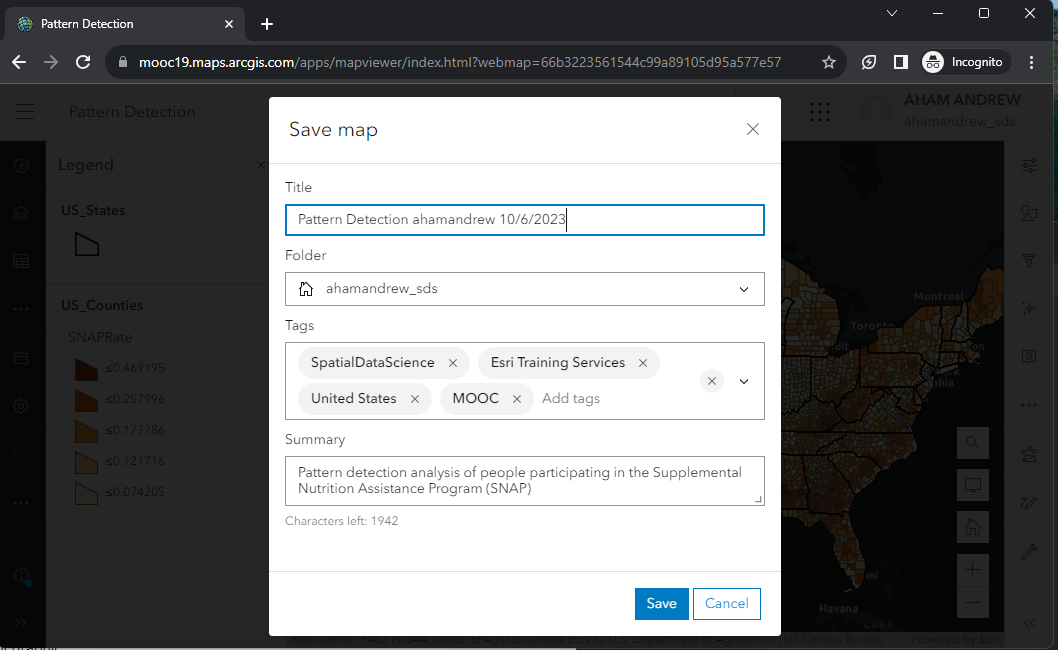 Pattern Detection
mooc19.maps.arcgis.com/apps/mapviewer/index.html?webmap=66b3223561544c99a89105d95a577e57
Incognito
Pattern Detection
AHAM ANDREW
ahamandrew_sds
Legend
US_States
US_Counties
SNAPRate
≤0.469195
≤0.257996
≤0.177786
≤0.121716
≤0.074205
Save map
Title
Pattern Detection ahamandrew 10/6/2023
Folder
ahamandrew_sds
Tags
SpatialDataScience
Esri Training Services
United States
MOOC
Add tags
Summary
Pattern detection analysis of people participating in the Supplemental
Nutrition Assistance Program (SNAP)
Characters left: 1942
Save
Cancel
Montreal
Toronto
Havana
CUBA
US Census Bureau
Powered by Esri